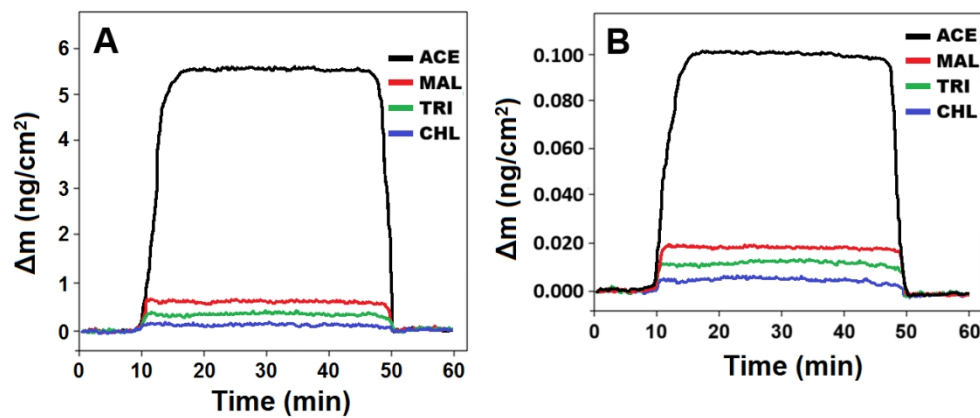 A
6
5
4
3
2
1
0
Δm (ng/cm²)
ACE
MAL
TRI
CHL
0 10 20 30 40 50 60
Time (min)
B
0.100
0.080
0.060
0.040
0.020
0.000
Δm (ng/cm²)
ACE
MAL
TRI
CHL
0 10 20 30 40 50 60
Time (min)